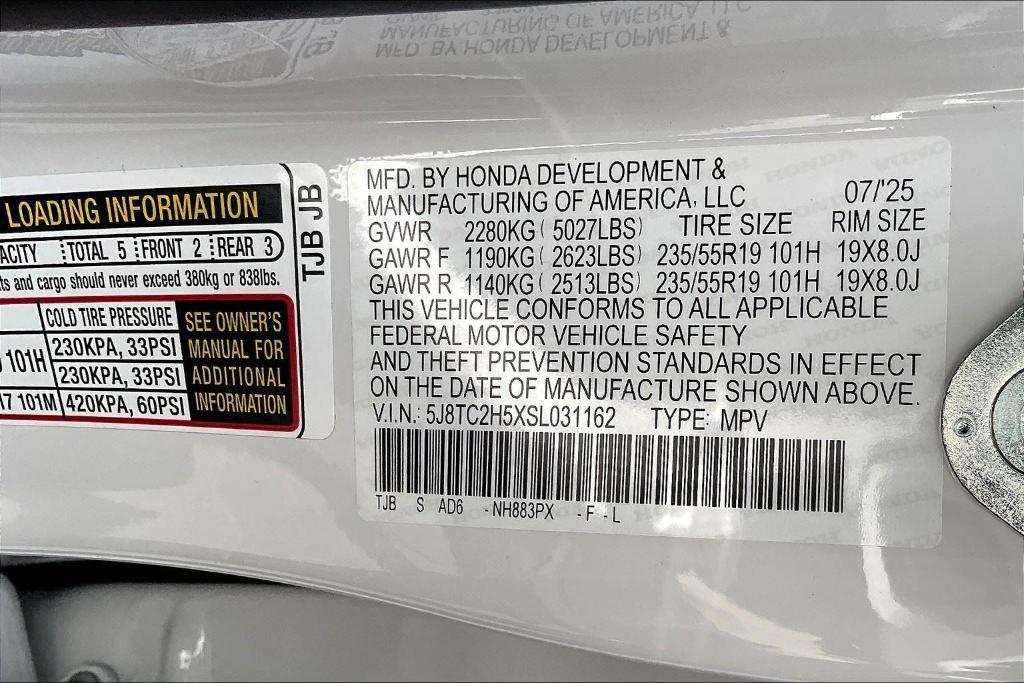 LOADING INFORMATION
TOTAL 5 FRONT 2 REAR 3
and cargo should never exceed 380kg or 838lbs.
COLD TIRE PRESSURE
101H 230KPA, 33PSI
230KPA, 33PSI
101M 420KPA, 60PSI
SEE OWNER'S
MANUAL FOR
ADDITIONAL
INFORMATION
TJB JB
MFD. BY HONDA DEVELOPMENT &
MANUFACTURING OF AMERICA, LLC 07/'25
GVWR 2280KG ( 5027LBS) TIRE SIZE RIM SIZE
GAWR F 1190KG ( 2623LBS) 235/55R19 101H 19X8.0J
GAWR R 1140KG ( 2513LBS) 235/55R19 101H 19X8.0J
THIS VEHICLE CONFORMS TO ALL APPLICABLE
FEDERAL MOTOR VEHICLE SAFETY
AND THEFT PREVENTION STANDARDS IN EFFECT
ON THE DATE OF MANUFACTURE SHOWN ABOVE.
V.I.N.: 5J8TC2H5XSL031162 TYPE: MPV
TJB S AD6 -NH883PX -F -L